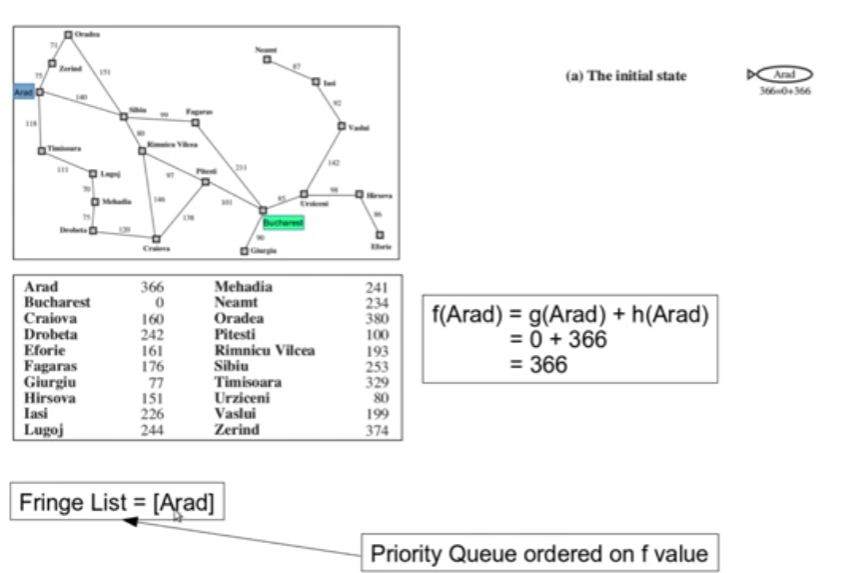 Oradea
Neamt
71
87
Zerind
151
(a) The initial state
Arad
75
Iasi
366=0+366
Arad
140
92
Sibiu
99
Fagaras
118
Vaslui
80
Rimnicu Vilcea
Timisoara
142
111
Lugoj
97
Pitesti
211
70
98
Hirsova
85
Mehadia
146
101
Urziceni
75
138
86
Bucharest
Drobeta
120
90
Craiova
Giurgiu
Eforie
Arad 366 Mehadia 241
Bucharest 0 Neamt 234
Craiova 160 Oradea 380
Drobeta 242 Pitesti 100
Eforie 161 Rimnicu Vilcea 193
Fagaras 176 Sibiu 253
Giurgiu 77 Timisoara 329
Hirsova 151 Urziceni 80
Iasi 226 Vaslui 199
Lugoj 244 Zerind 374
f(Arad) = g(Arad) + h(Arad)
= 0 + 366
= 366
Fringe List = [Arad]
Priority Queue ordered on f value